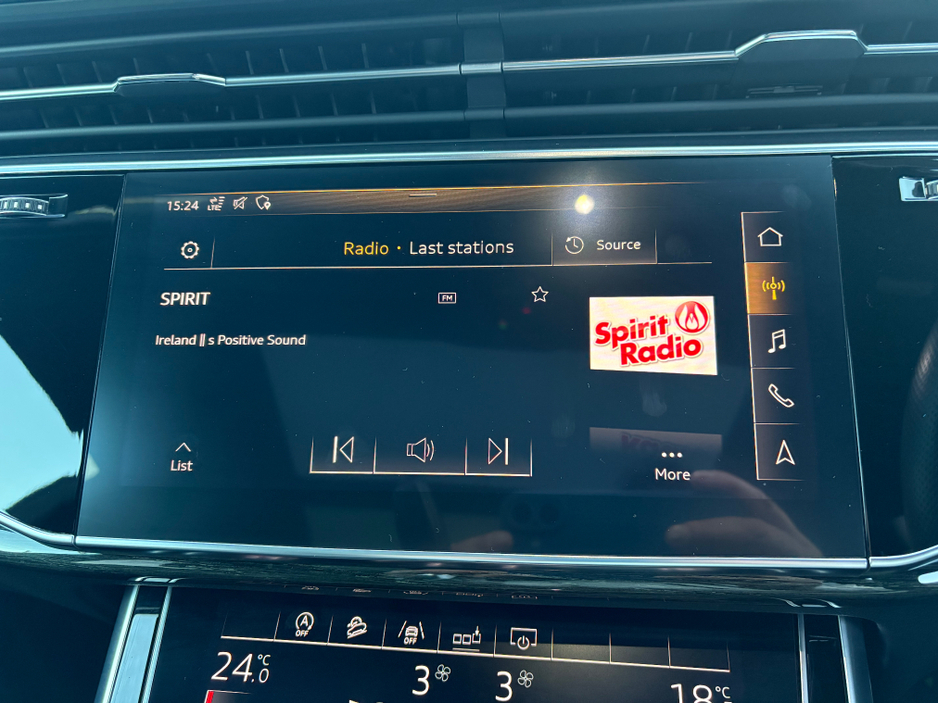 15:24 LTE
Radio • Last stations
Source
SPIRIT
FM
Ireland || s Positive Sound
Spirit
Radio
List
More
A
OFF
OFF
24.0 °C
3
3
18 °C